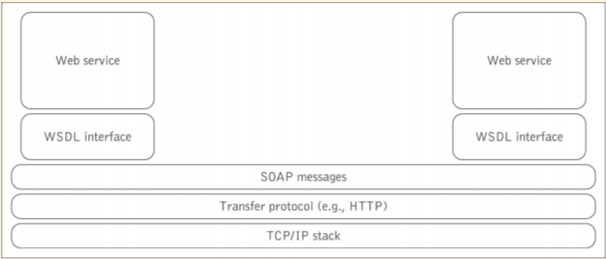 Web service
Web service
WSDL interface
WSDL interface
SOAP messages
Transfer protocol (e.g., HTTP)
TCP/IP stack